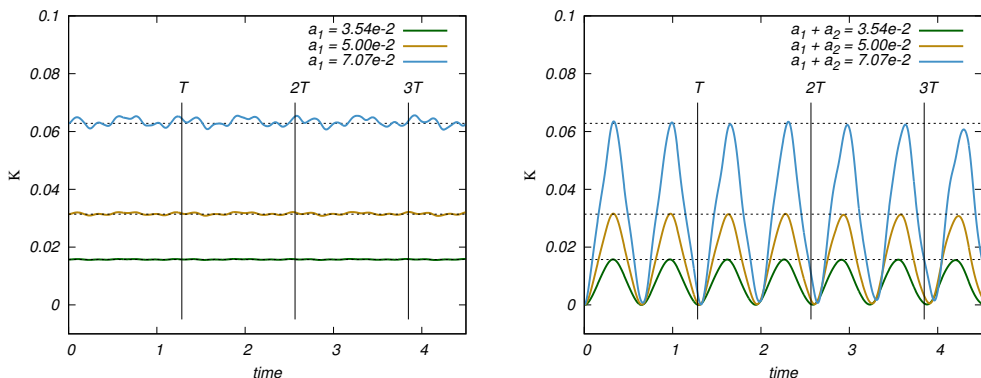 0.1
0.08
0.06
0.04
0.02
0
K
a1 = 3.54e-2
a1 = 5.00e-2
a1 = 7.07e-2
T 2T 3T
0 1 2 3 4
time
0.1
0.08
0.06
0.04
0.02
0
K
a1 + a2 = 3.54e-2
a1 + a2 = 5.00e-2
a1 + a2 = 7.07e-2
T 2T 3T
0 1 2 3 4
time